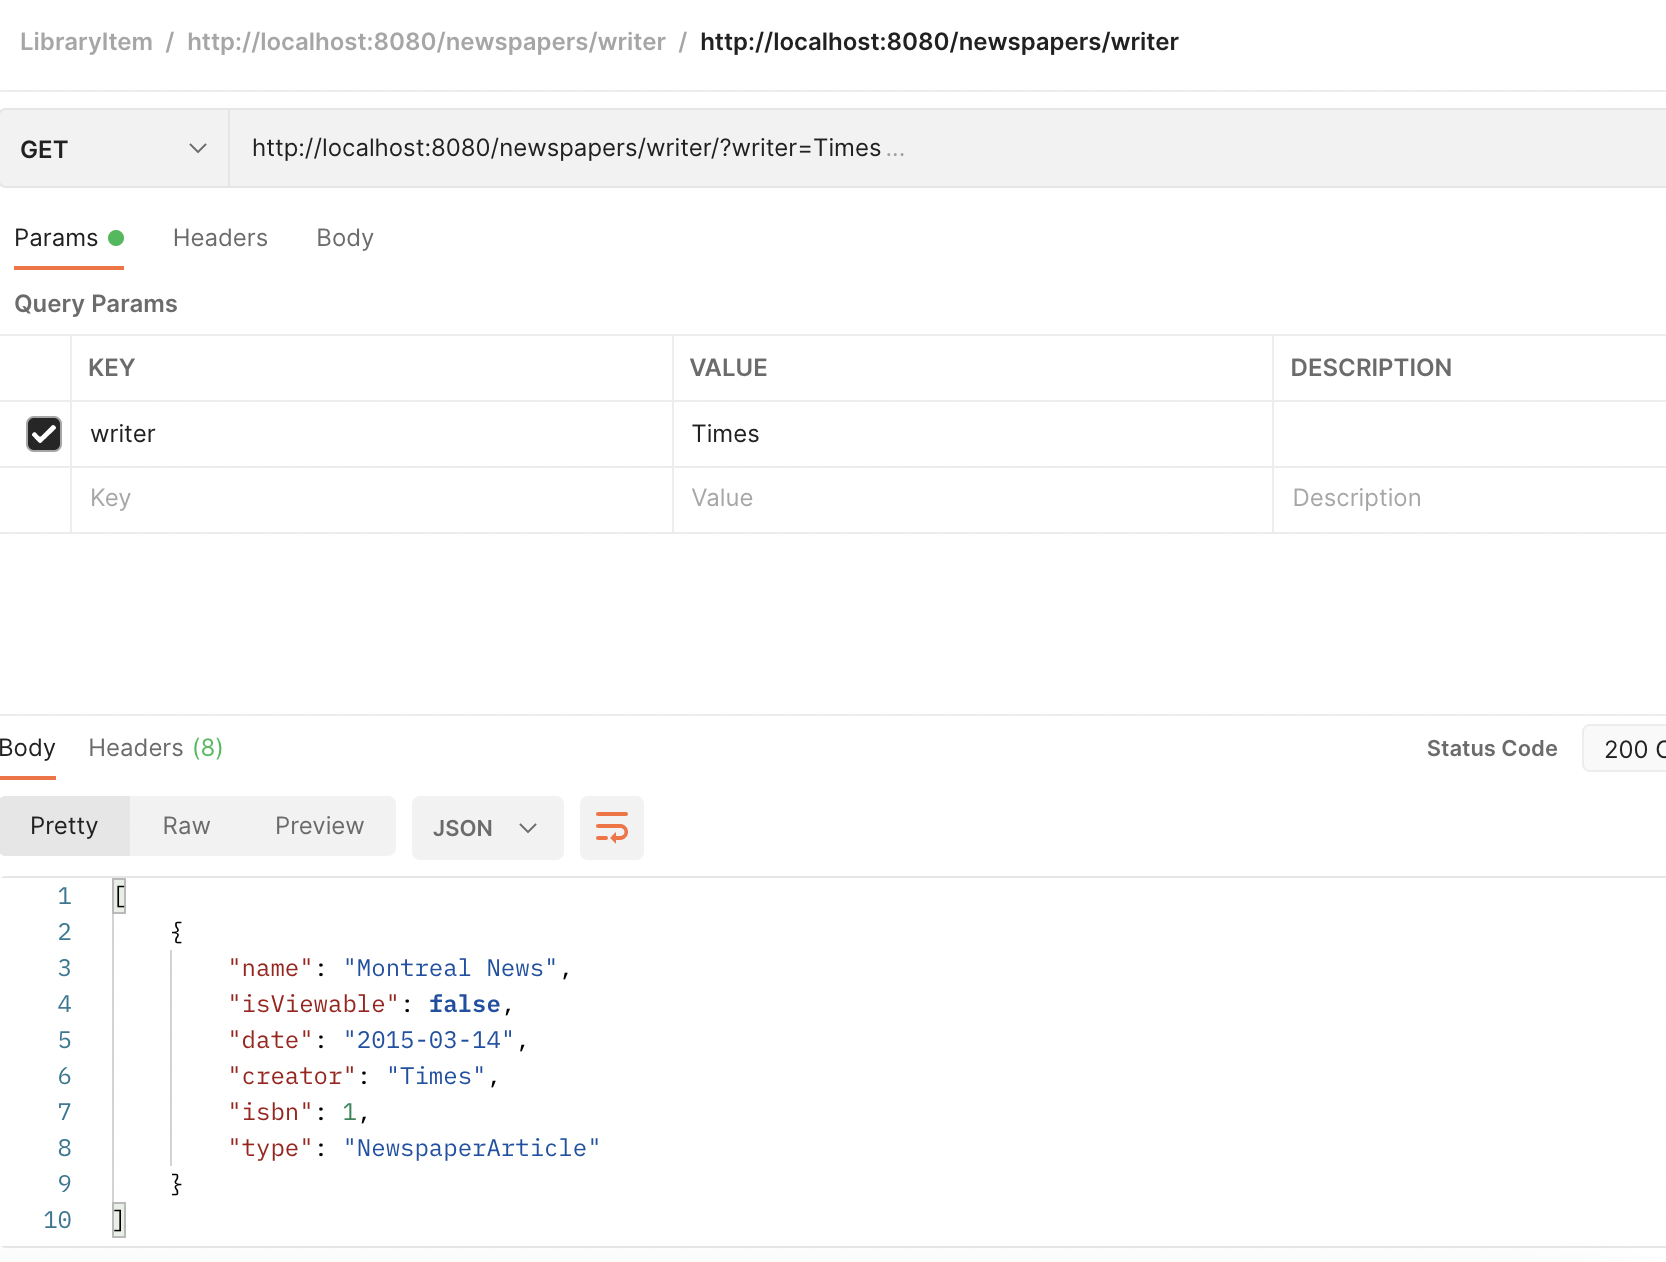 LibraryItem / http://localhost:8080/newspapers/writer / http://localhost:8080/newspapers/writer
GET http://localhost:8080/newspapers/writer/?writer=Times ...
Params Headers Body
Query Params
KEY VALUE DESCRIPTION
writer Times
Key Value Description
Body Headers (8) Status Code 200
Pretty Raw Preview JSON
1 [
2 {
3 "name": "Montreal News",
4 "isViewable": false,
5 "date": "2015-03-14",
6 "creator": "Times",
7 "isbn": 1,
8 "type": "NewspaperArticle"
9 }
10 ]